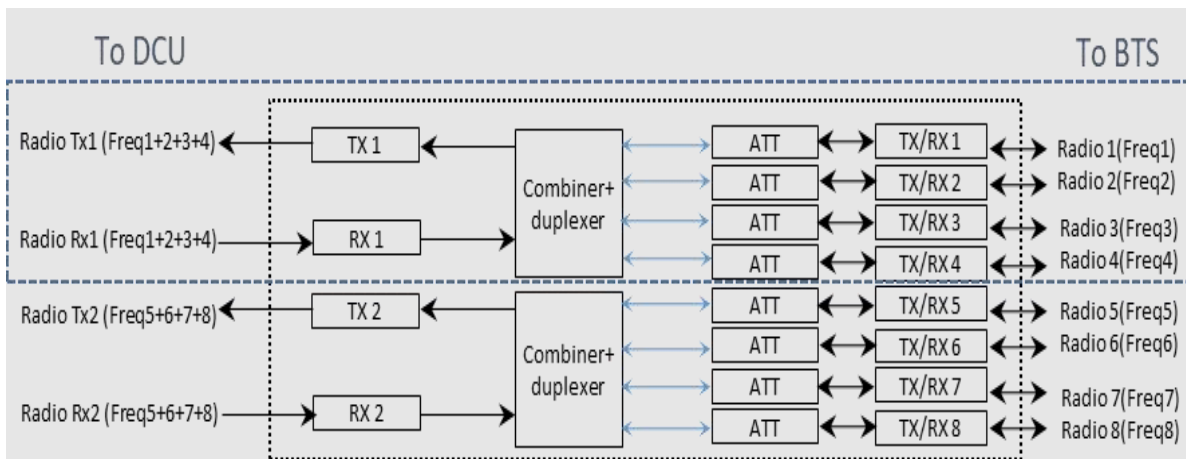 To DCU
To BTS
Radio Tx1 (Freq1+2+3+4)
TX 1
Combiner+
duplexer
ATT
TX/RX 1
Radio 1(Freq1)
ATT
TX/RX 2
Radio 2(Freq2)
Radio Rx1 (Freq1+2+3+4)
RX 1
ATT
TX/RX 3
Radio 3(Freq3)
ATT
TX/RX 4
Radio 4(Freq4)
Radio Tx2 (Freq5+6+7+8)
TX 2
Combiner+
duplexer
ATT
TX/RX 5
Radio 5(Freq5)
ATT
TX/RX 6
Radio 6(Freq6)
Radio Rx2 (Freq5+6+7+8)
RX 2
ATT
TX/RX 7
Radio 7(Freq7)
ATT
TX/RX 8
Radio 8(Freq8)